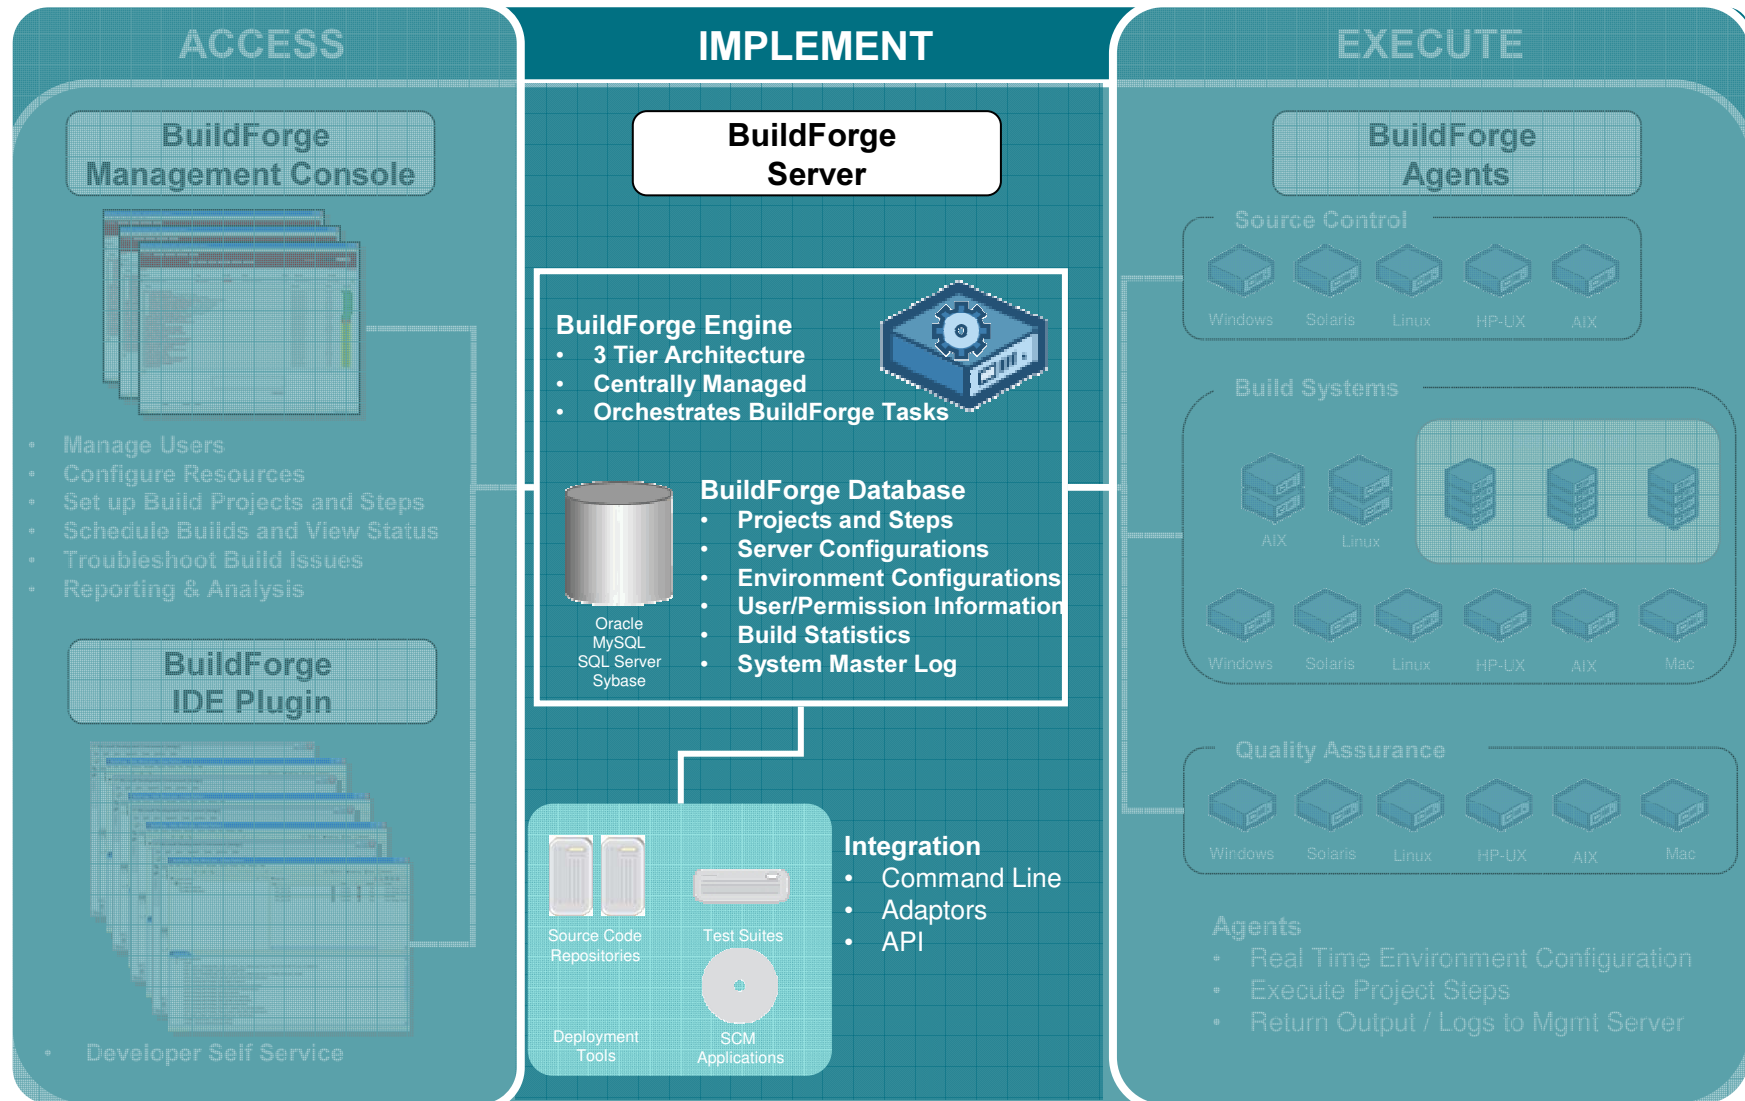 ACCESS
BuildForge
Management Console
• Manage Users
• Configure Resources
• Set up Build Projects and Steps
• Schedule Builds and View Status
• Troubleshoot Build Issues
• Reporting & Analysis
BuildForge
IDE Plugin
• Developer Self Service
IMPLEMENT
BuildForge
Server
BuildForge Engine
• 3 Tier Architecture
• Centrally Managed
• Orchestrates BuildForge Tasks
Oracle
MySQL
SQL Server
Sybase
BuildForge Database
• Projects and Steps
• Server Configurations
• Environment Configurations
• User/Permission Information
• Build Statistics
• System Master Log
Source Code
Repositories
Test Suites
Deployment
Tools
SCM
Applications
Integration
• Command Line
• Adaptors
• API
EXECUTE
BuildForge
Agents
Source Control
Windows Solaris Linux HP-UX AIX
Build Systems
AIX Linux
Windows Solaris Linux HP-UX AIX Mac
Quality Assurance
Windows Solaris Linux HP-UX AIX Mac
Agents
• Real Time Environment Configuration
• Execute Project Steps
• Return Output / Logs to Mgmt Server